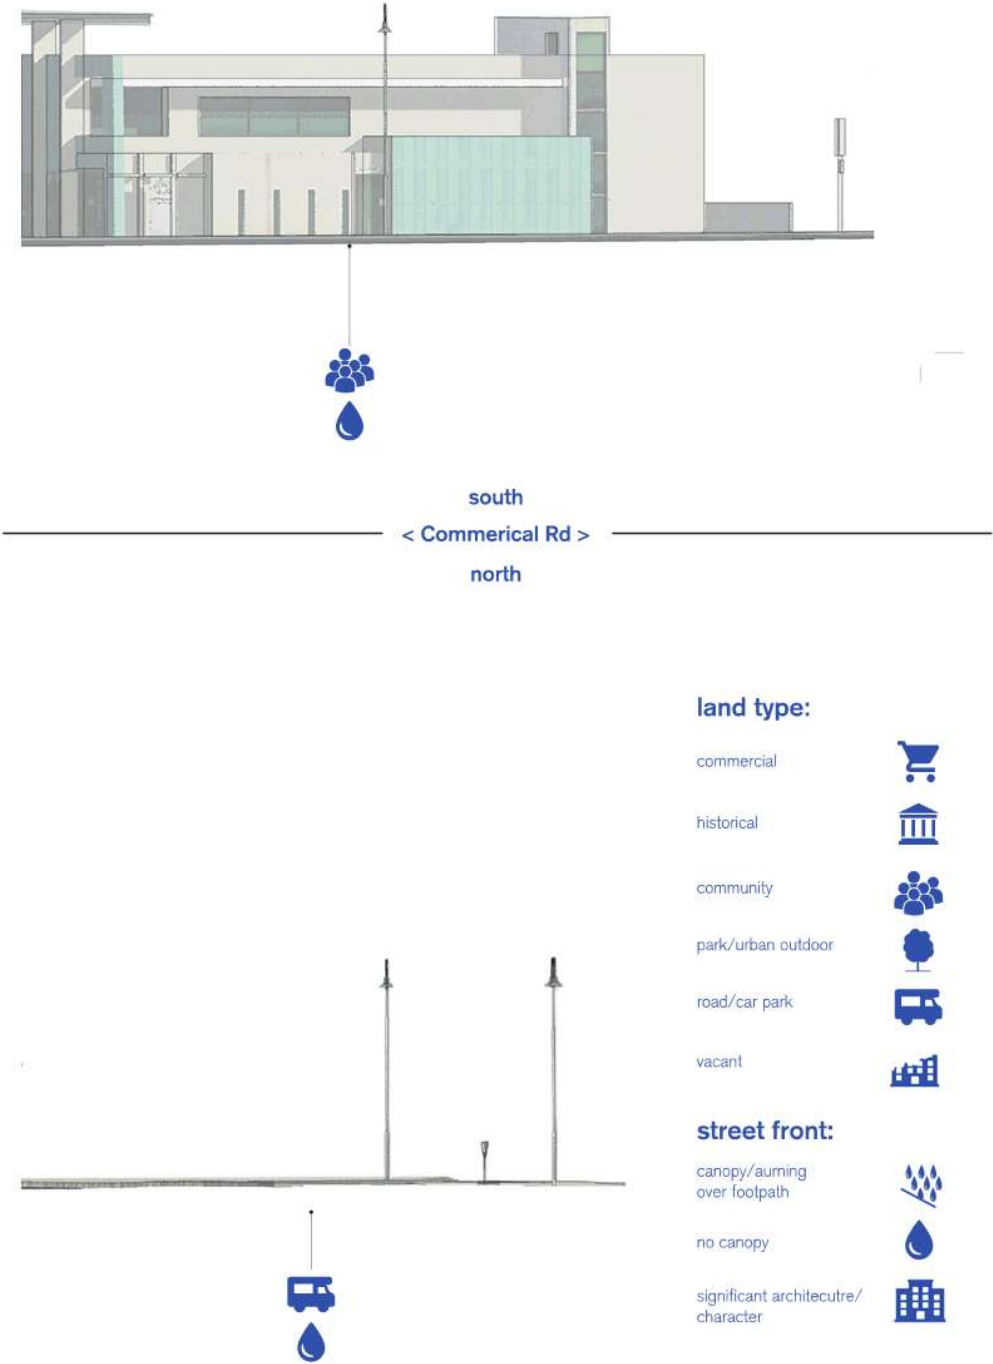 south
< Commerical Rd >
north
land type:
commercial
historical
community
park/urban outdoor
road/car park
vacant
street front:
canopy/aurning
over footpath
no canopy
significant architecutre/
character